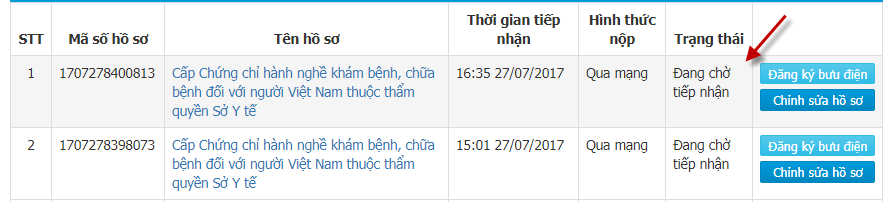 STT Mã số hồ sơ Tên hồ sơ Thời gian tiếp nhận Hình thức nộp Trạng thái
1 1707278400813 Cấp Chứng chỉ hành nghề khám bệnh, chữa 16:35 27/07/2017 Qua mạng Đang chờ Đăng ký bưu điện
bệnh đối với người Việt Nam thuộc thẩm tiếp nhận Chỉnh sửa hồ sơ
quyền Sở Y tế
2 1707278398073 Cấp Chứng chỉ hành nghề khám bệnh, chữa 15:01 27/07/2017 Qua mạng Đang chờ Đăng ký bưu điện
bệnh đối với người Việt Nam thuộc thẩm tiếp nhận Chỉnh sửa hồ sơ
quyền Sở Y tế